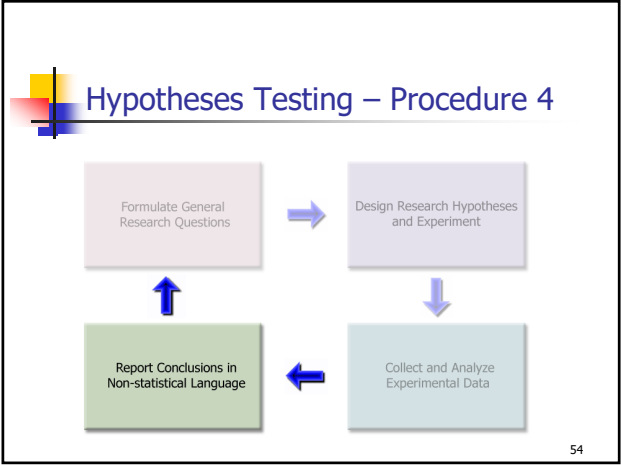 Hypotheses Testing – Procedure 4
Formulate General
Research Questions
Design Research Hypotheses
and Experiment
Report Conclusions in
Non-statistical Language
Collect and Analyze
Experimental Data
54